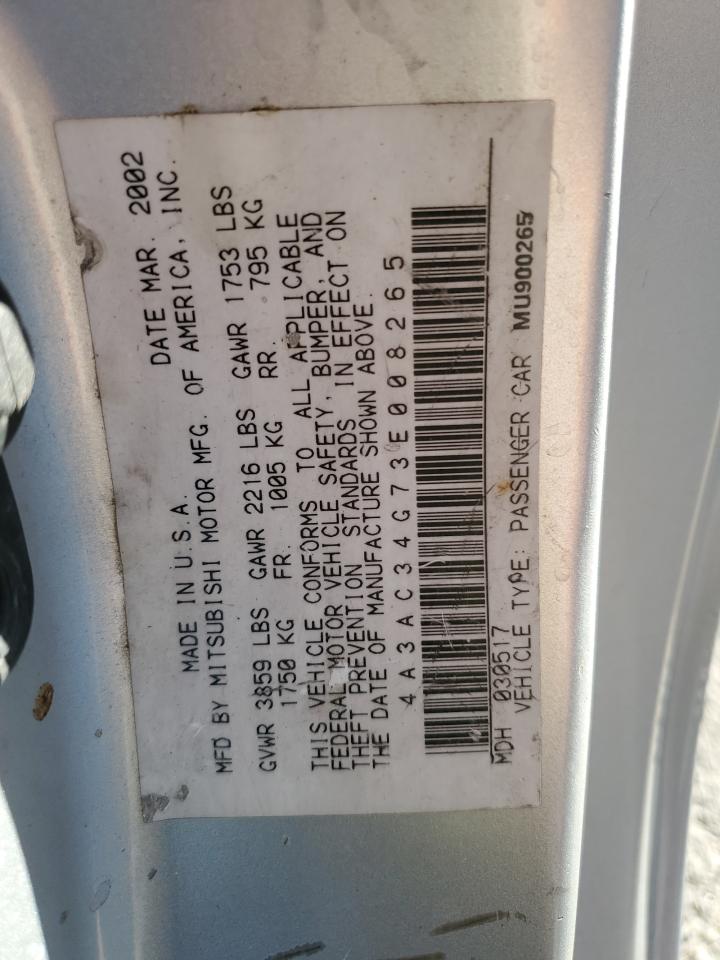 MADE IN U.S.A. DATE MAR. 2002
MFD BY MITSUBISHI MOTOR MFG. OF AMERICA, INC.
GVWR 3859 LBS GAWR 2216 LBS GAWR 1753 LBS
1750 KG FR. 1005 KG RR. 795 KG
THIS VEHICLE CONFORMS TO ALL APPLICABLE
FEDERAL MOTOR VEHICLE SAFETY, BUMPER, AND
THEFT PREVENTION STANDARDS IN EFFECT ON
THE DATE OF MANUFACTURE SHOWN ABOVE.
4A3AC34G73E008265
MDH 030517
VEHICLE TYPE: PASSENGER CAR MU900265